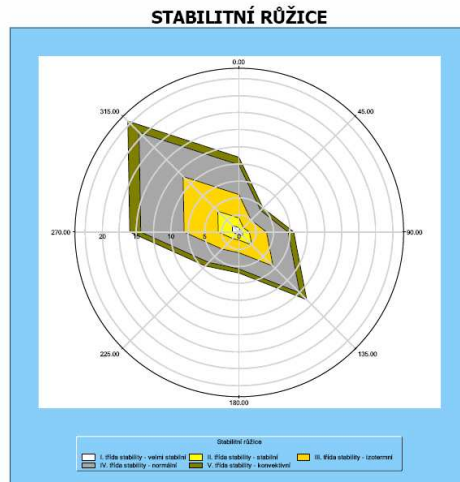 STABILITNÍ RŮŽICE
0.00
315.00
45.00
270.00
20
15
10
5
0
90.00
225.00
135.00
180.00
Stabilitní růžice
I. třída stability - velmi stabilní
II. třída stability - stabilní
III. třída stability - izotermní
IV. třída stability - normální
V. třída stability - konvektivní